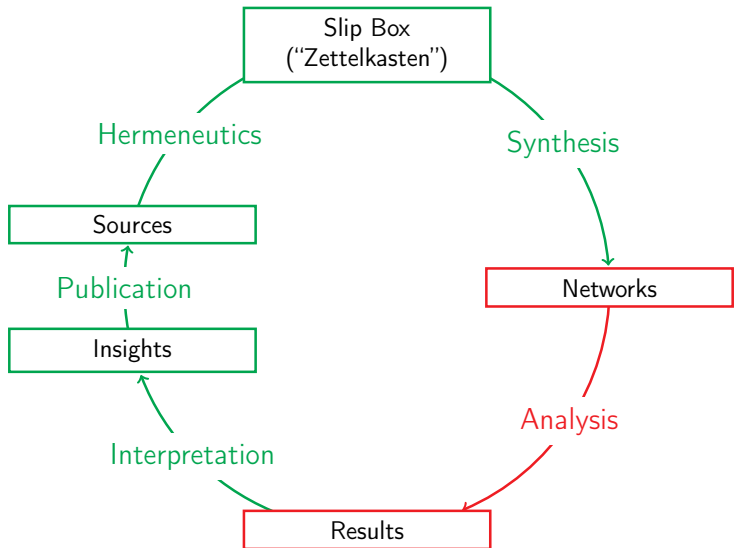 Slip Box
(“Zettelkasten”)
Hermeneutics
Synthesis
Sources
Networks
Publication
Insights
Analysis
Interpretation
Results